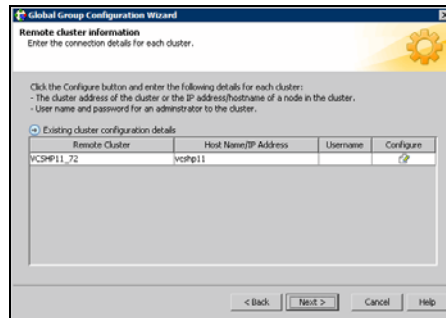 Global Group Configuration Wizard
Remote cluster information
Enter the connection details for each cluster.
Click the Configure button and enter the following details for each cluster:
- The cluster address of the cluster or the IP address/hostname of a node in the cluster.
- User name and password for an adminstrator to the cluster.
Existing cluster configuration details
Remote Cluster Host Name/IP Address Username Configure
VCSHP11_72 vcshp11
< Back Next > Cancel Help